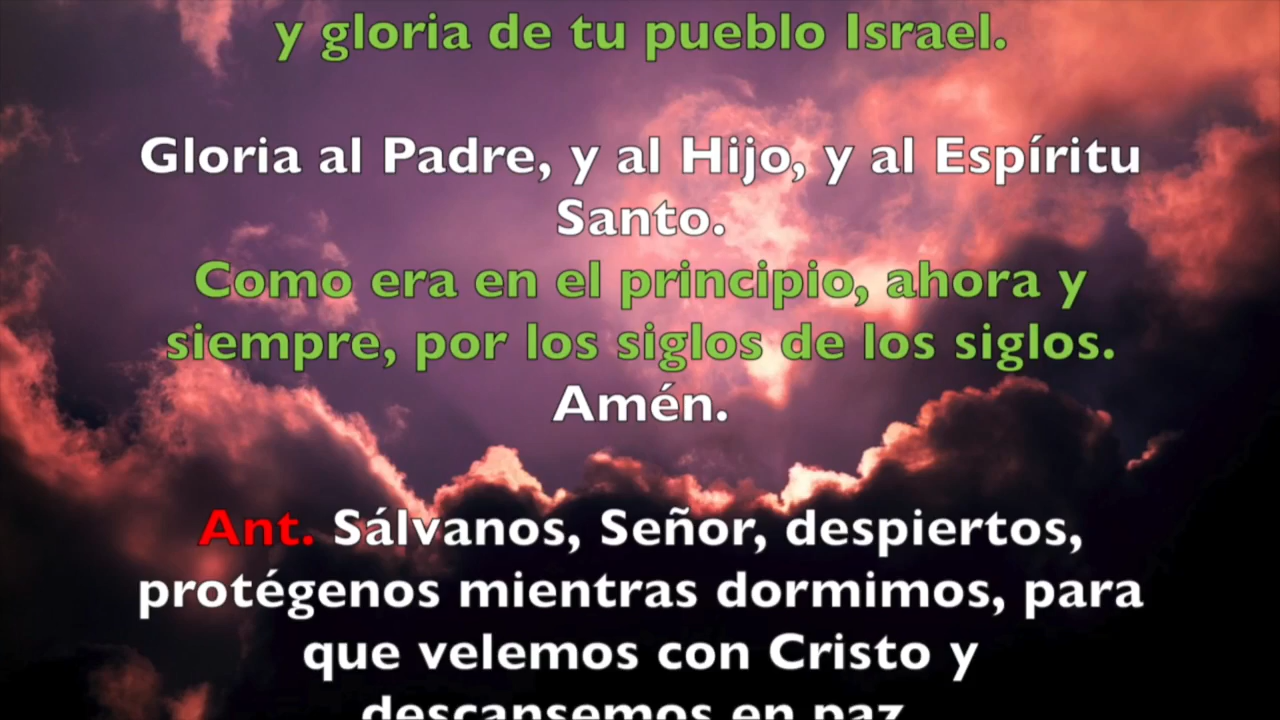 y gloria de tu pueblo Israel.
Gloria al Padre, y al Hijo, y al Espíritu
Santo.
Como era en el principio, ahora y
siempre, por los siglos de los siglos.
Amén.
Ant. Sálvanos, Señor, despiertos,
protégenos mientras dormimos, para
que velemos con Cristo y
descansemos en paz